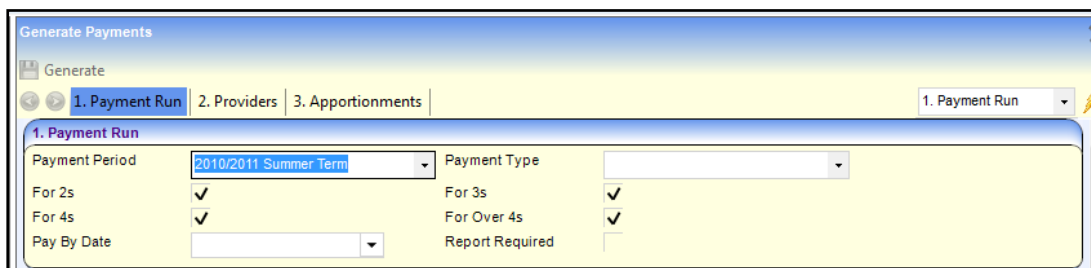 Generate Payments
Generate
1. Payment Run 2. Providers 3. Apportionments 1. Payment Run
1. Payment Run
Payment Period 2010/2011 Summer Term Payment Type
For 2s For 3s
For 4s For Over 4s
Pay By Date Report Required